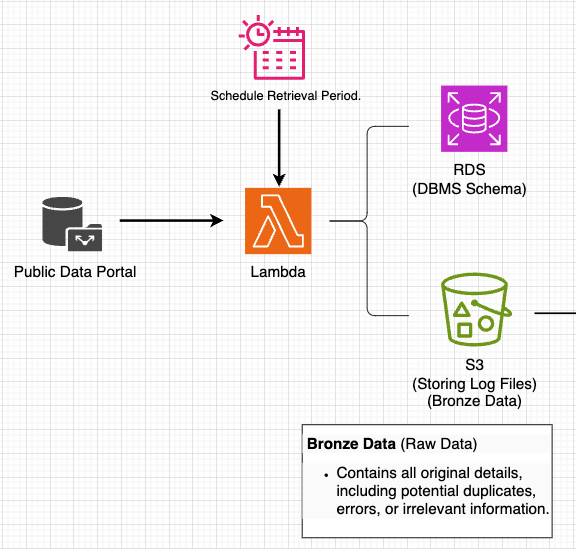 Schedule Retrieval Period.
RDS
(DBMS Schema)
Public Data Portal
Lambda
S3
(Storing Log Files)
(Bronze Data)
Bronze Data (Raw Data)
• Contains all original details,
including potential duplicates,
errors, or irrelevant information.